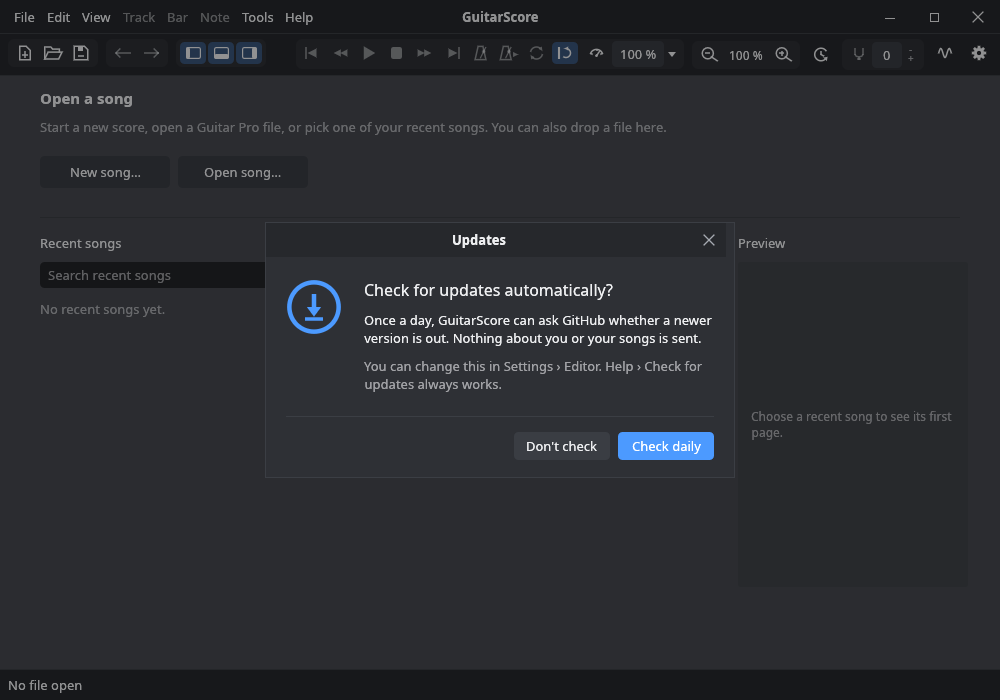 File Edit View Track Bar Note Tools Help
GuitarScore
100 %
100 %
0
Open a song
Start a new score, open a Guitar Pro file, or pick one of your recent songs. You can also drop a file here.
New song...
Open song...
Recent songs
Search recent songs
No recent songs yet.
Updates
Check for updates automatically?
Once a day, GuitarScore can ask GitHub whether a newer
version is out. Nothing about you or your songs is sent.
You can change this in Settings › Editor. Help › Check for
updates always works.
Don't check
Check daily
Preview
Choose a recent song to see its first
page.
No file open